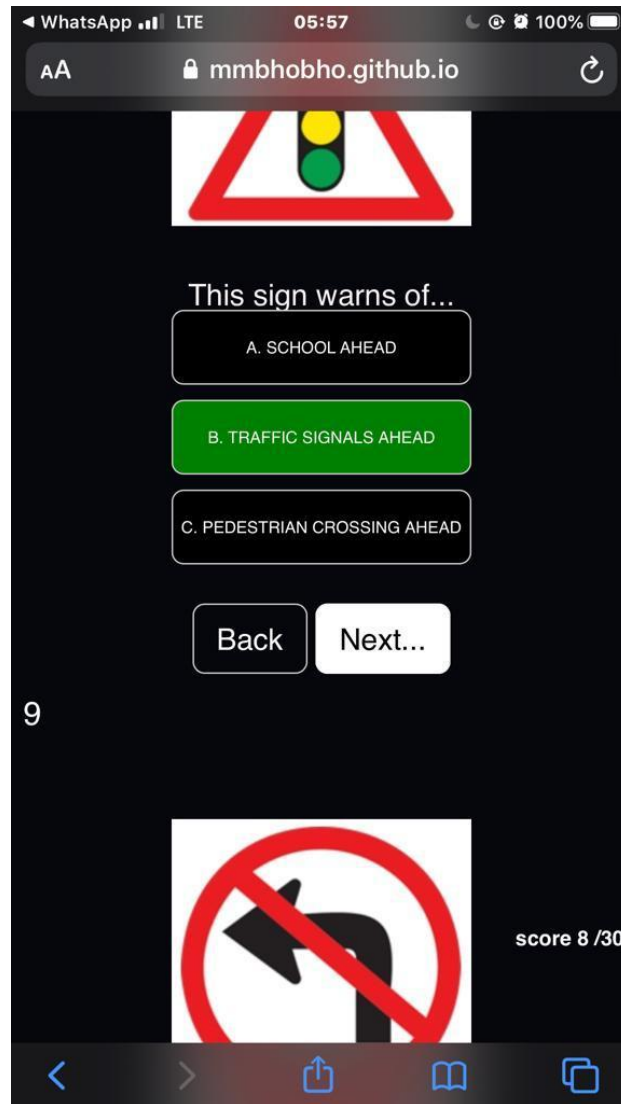 WhatsApp LTE 05:57 100%
AA mmbhobho.github.io
This sign warns of...
A. SCHOOL AHEAD
B. TRAFFIC SIGNALS AHEAD
C. PEDESTRIAN CROSSING AHEAD
Back Next...
9
score 8 /30